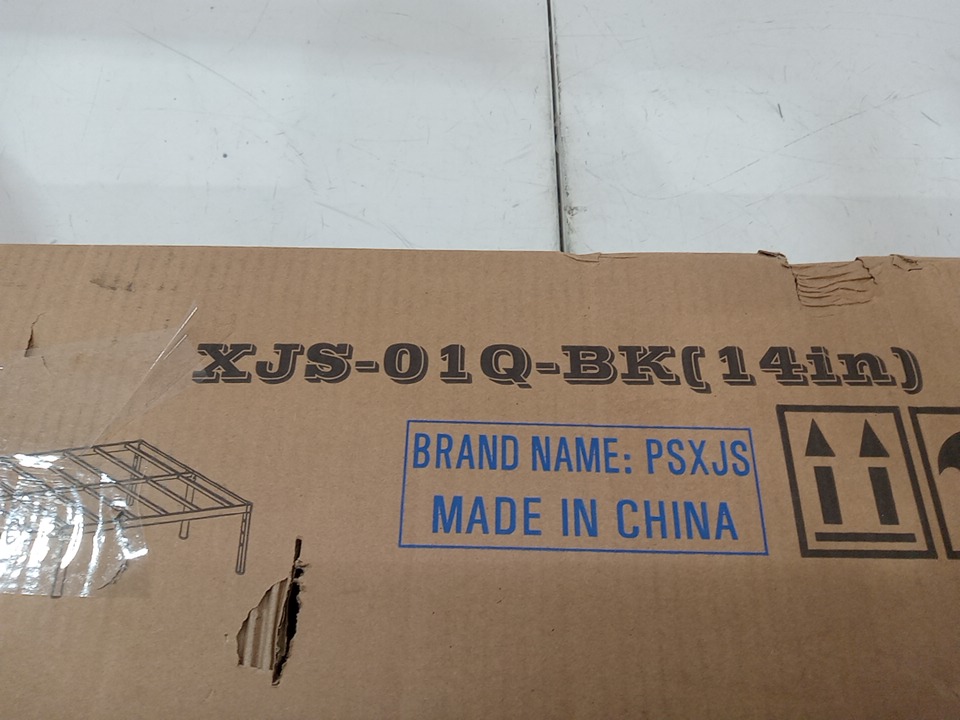 XJS-01Q-BK(14in)
BRAND NAME: PSXJS
MADE IN CHINA